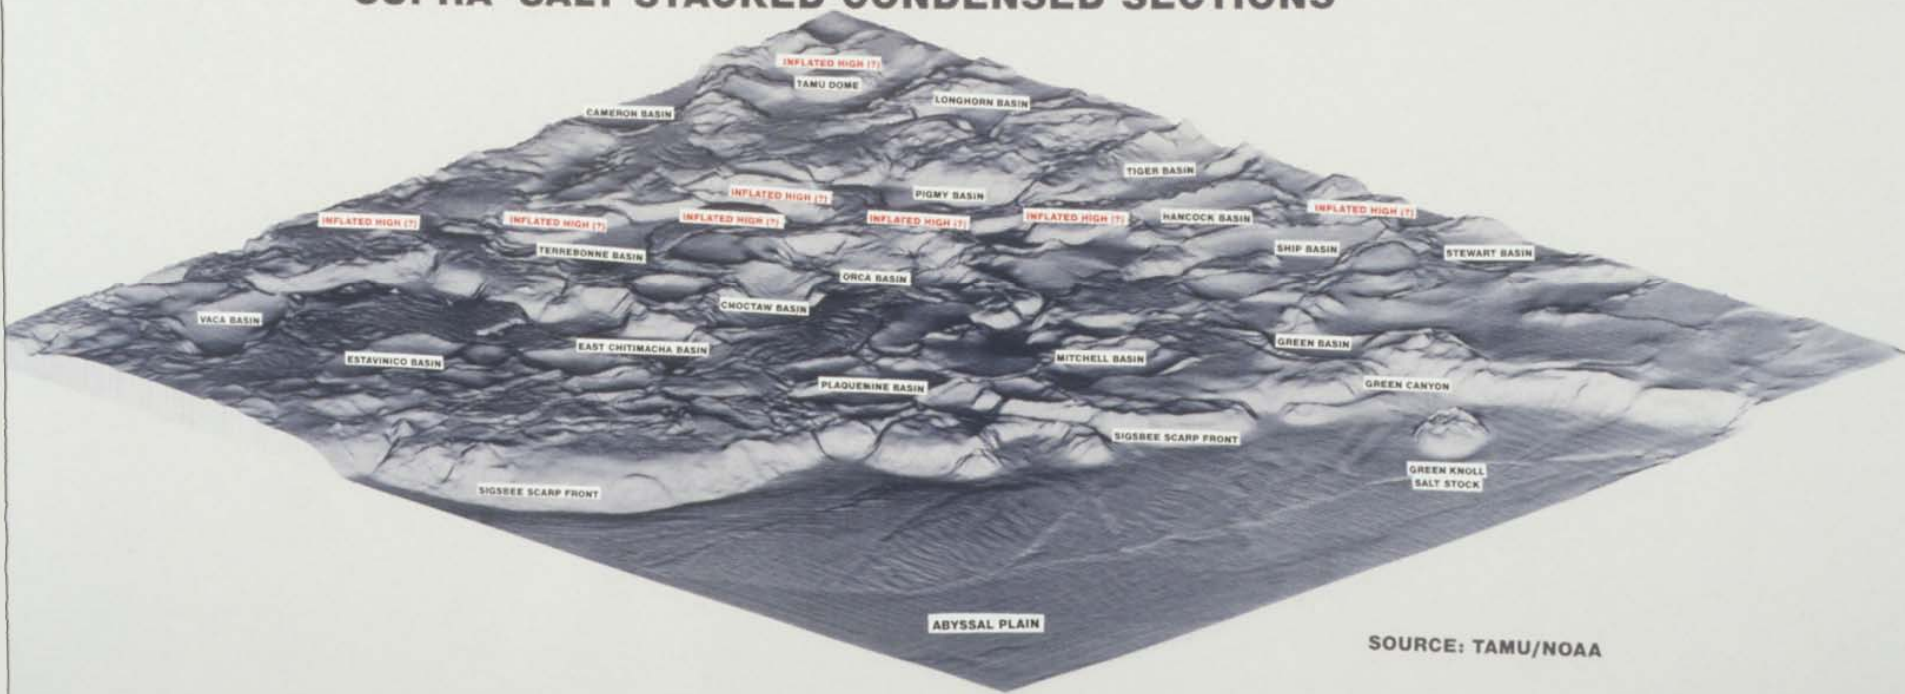 SUPRA-SALT STACKED CONDENSED SECTIONS
INFLATED HIGH (?)
TAMU DOME
LONGHORN BASIN
CAMERON BASIN
TIGER BASIN
INFLATED HIGH (?)
PIGMY BASIN
INFLATED HIGH (?)
INFLATED HIGH (?)
INFLATED HIGH (?)
INFLATED HIGH (?)
INFLATED HIGH (?)
HANCOCK BASIN
INFLATED HIGH (?)
TERREBONNE BASIN
SHIP BASIN
STEWART BASIN
ORCA BASIN
CHOCTAW BASIN
VACA BASIN
EAST CHITIMACHA BASIN
GREEN BASIN
ESTAVINICO BASIN
MITCHELL BASIN
PLAQUENINE BASIN
GREEN CANYON
SIGSBEE SCARP FRONT
GREEN KNOLL
SALT STOCK
SIGSBEE SCARP FRONT
ABYSSAL PLAIN
SOURCE: TAMU/NOAA